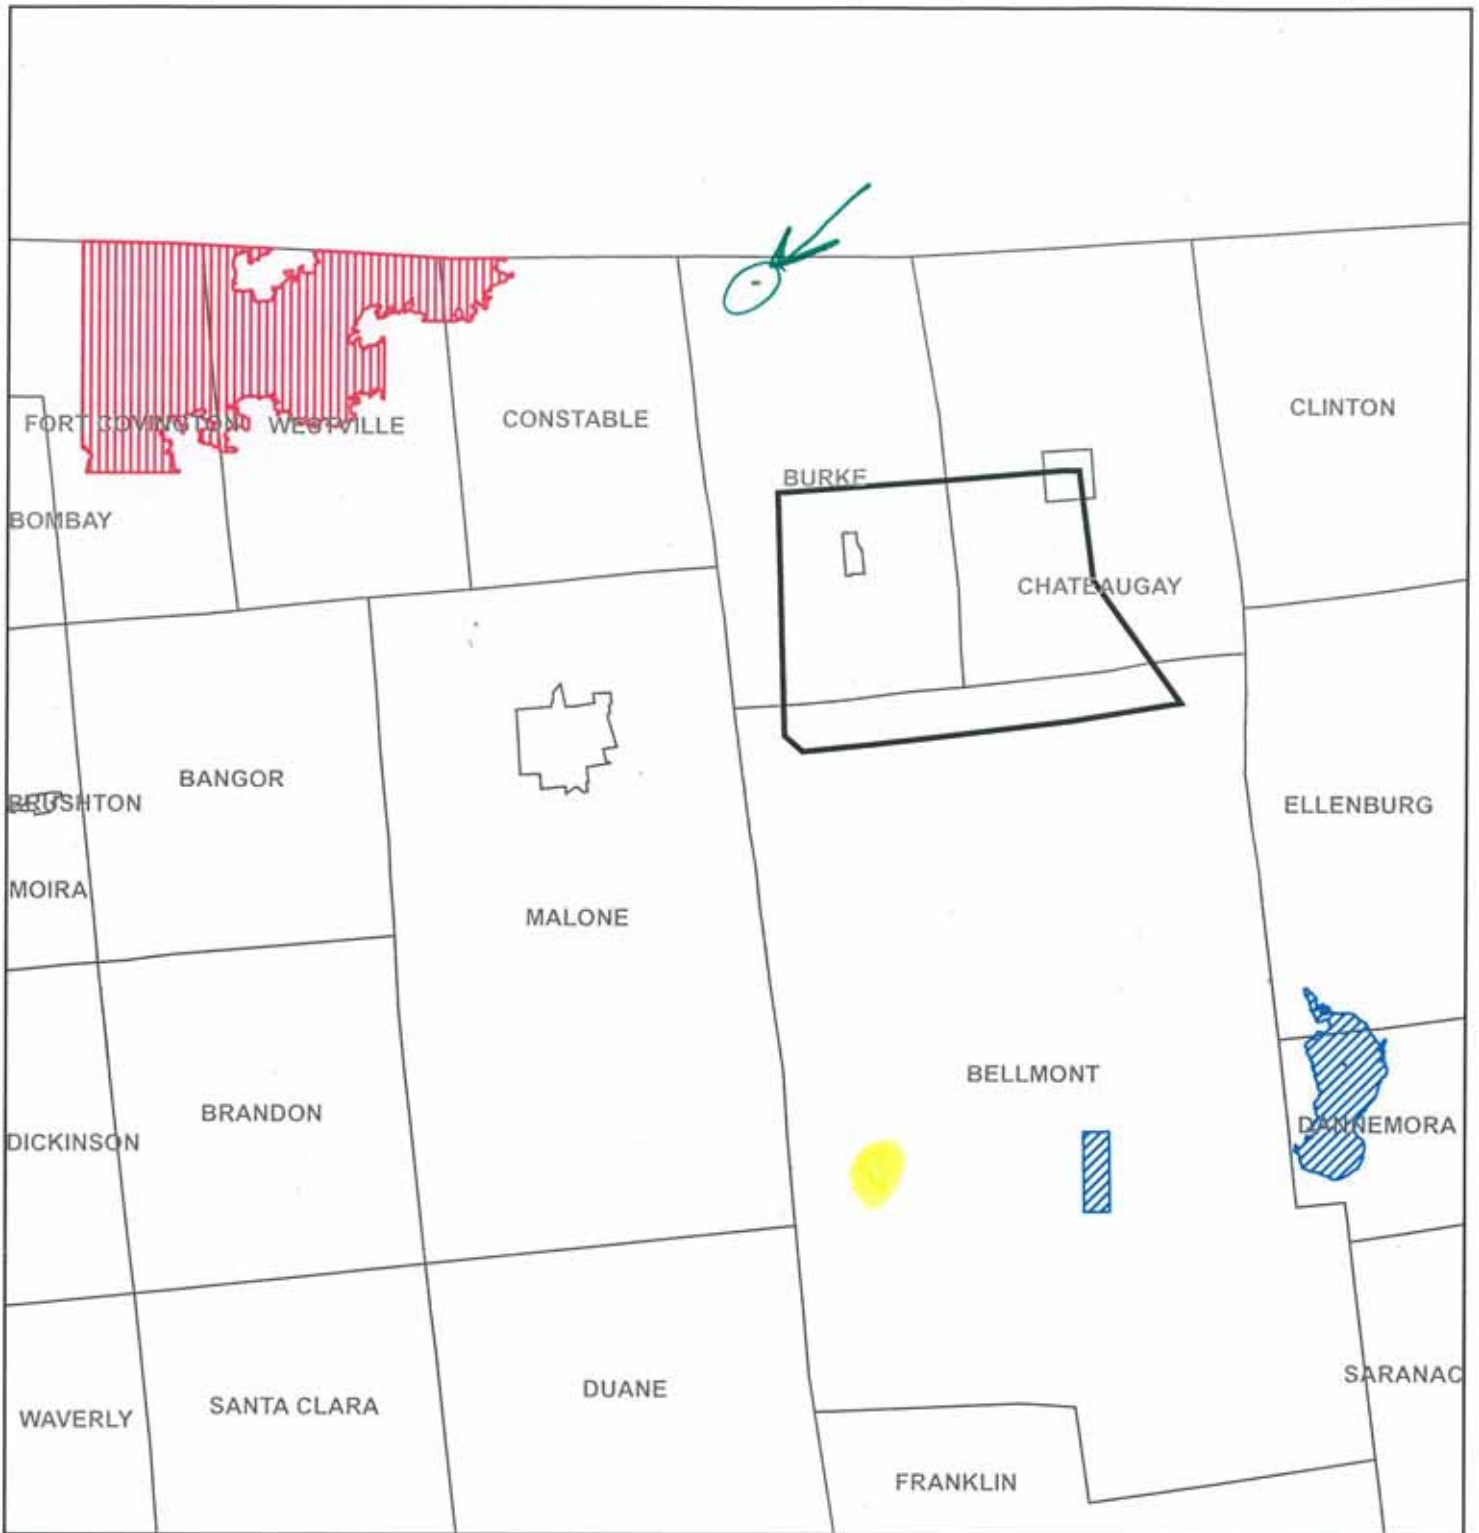 CLINTON
CONSTABLE
FORT COVINGTON
WESTVILLE
BURKE
BOMBAY
CHATEAUGAY
BANGOR
BRUSHTON
ELLENBURG
MOIRA
MALONE
BELLMONT
BRANDON
DANNEMORA
DICKINSON
SARANAC
DUANE
SANTA CLARA
WAVERLY
FRANKLIN